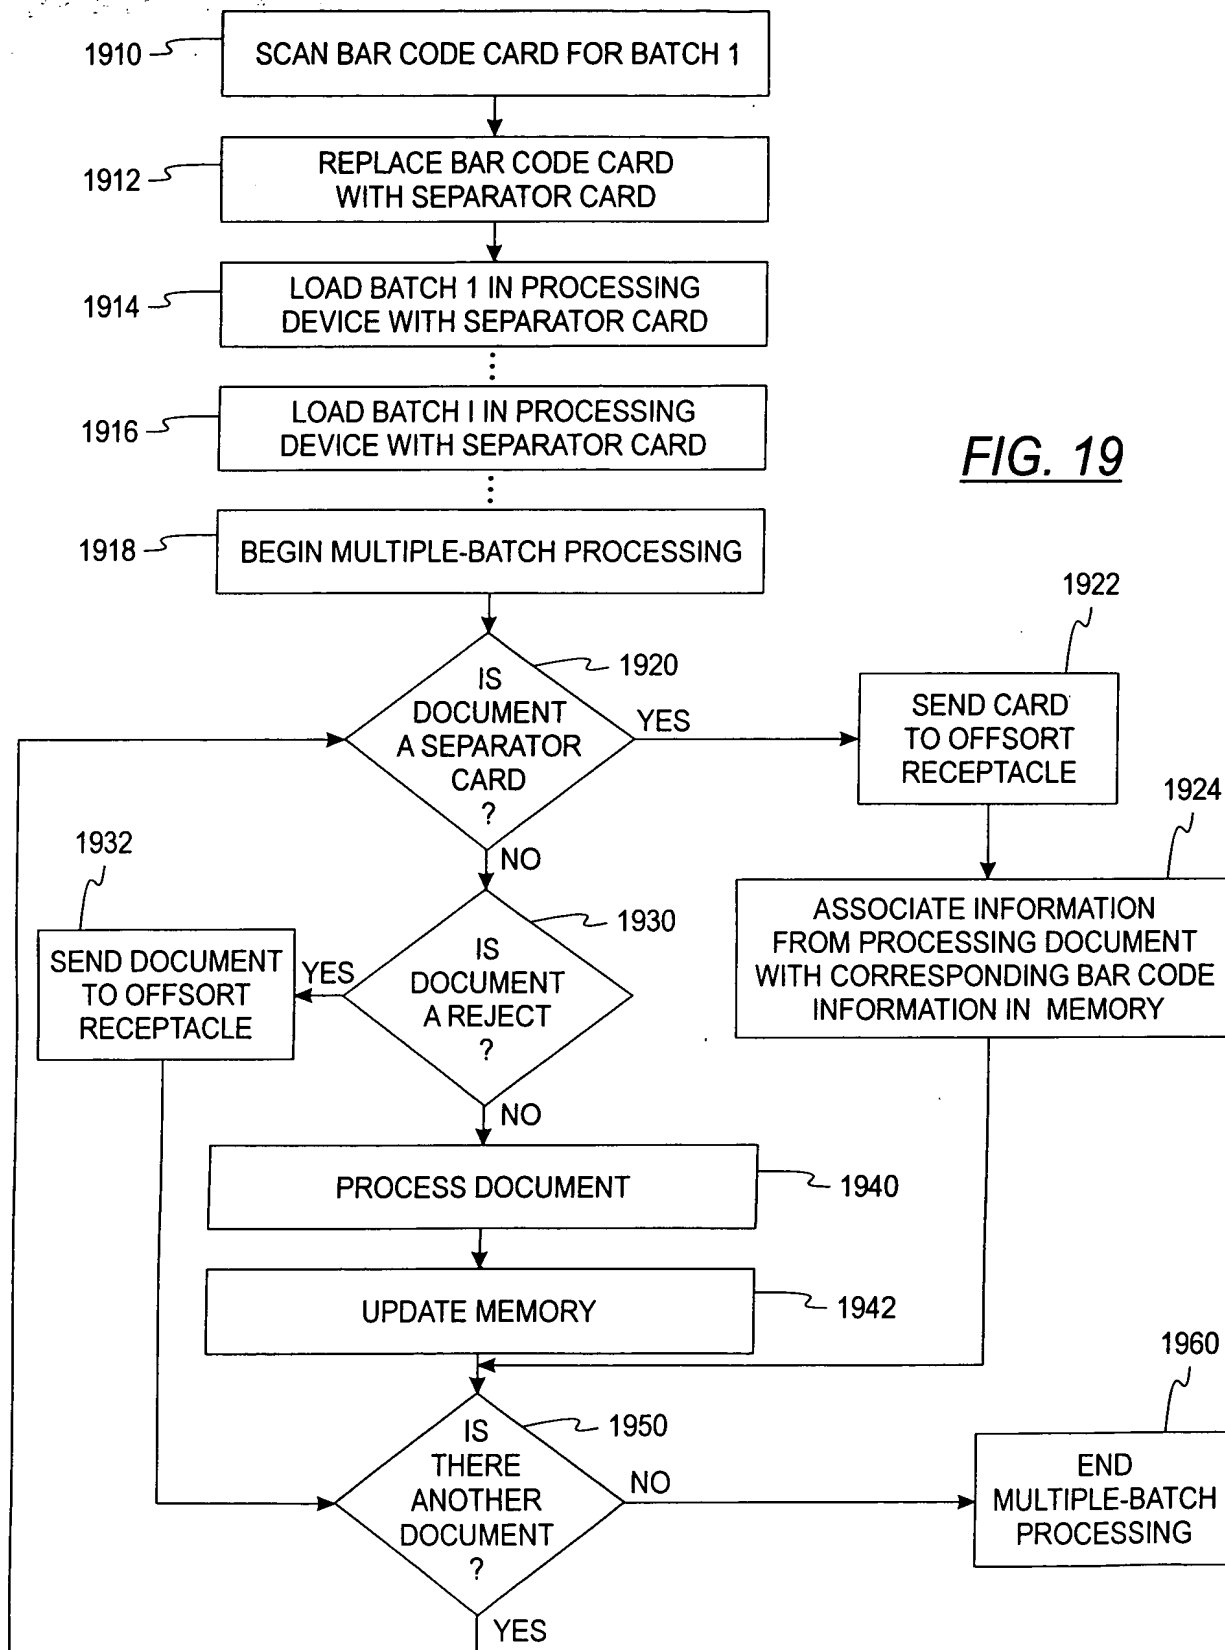 1910
SCAN BAR CODE CARD FOR BATCH 1
1912
REPLACE BAR CODE CARD
WITH SEPARATOR CARD
1914
LOAD BATCH 1 IN PROCESSING
DEVICE WITH SEPARATOR CARD
1916
LOAD BATCH I IN PROCESSING
DEVICE WITH SEPARATOR CARD
FIG. 19
1918
BEGIN MULTIPLE-BATCH PROCESSING
1920
IS
DOCUMENT
A SEPARATOR
CARD
?
YES
NO
1922
SEND CARD
TO OFFSORT
RECEPTACLE
1924
ASSOCIATE INFORMATION
FROM PROCESSING DOCUMENT
WITH CORRESPONDING BAR CODE
INFORMATION IN MEMORY
1930
IS
DOCUMENT
A REJECT
?
YES
NO
1932
SEND DOCUMENT
TO OFFSORT
RECEPTACLE
PROCESS DOCUMENT
1940
UPDATE MEMORY
1942
1950
IS
THERE
ANOTHER
DOCUMENT
?
NO
YES
1960
END
MULTIPLE-BATCH
PROCESSING